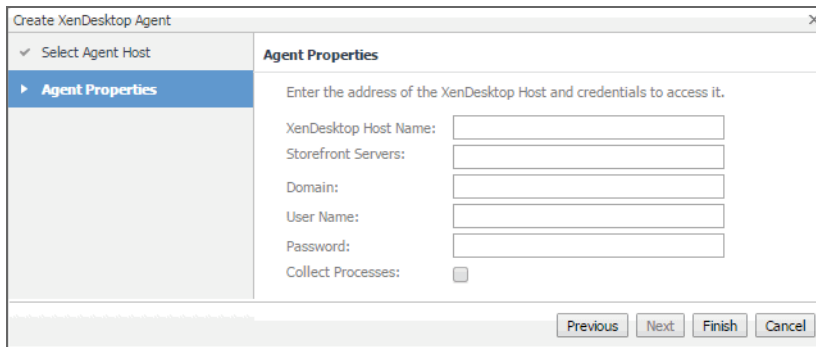 Create XenDesktop Agent
Select Agent Host
Agent Properties
Agent Properties
Enter the address of the XenDesktop Host and credentials to access it.
XenDesktop Host Name:
Storefront Servers:
Domain:
User Name:
Password:
Collect Processes:
Previous Next Finish Cancel